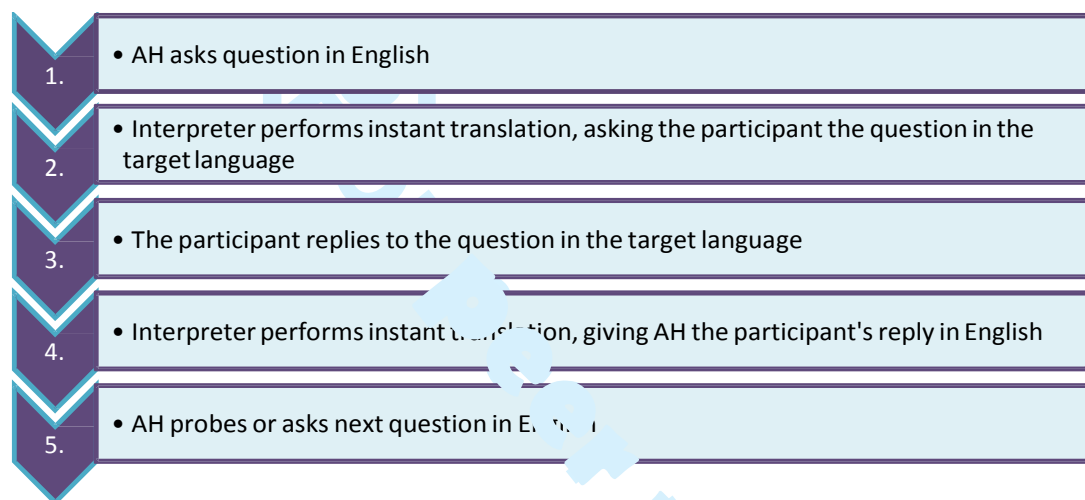 1.
• AH asks question in English
2.
• Interpreter performs instant translation, asking the participant the question in the
target language
3.
• The participant replies to the question in the target language
4.
• Interpreter performs instant translation, giving AH the participant's reply in English
5.
• AH probes or asks next question in English